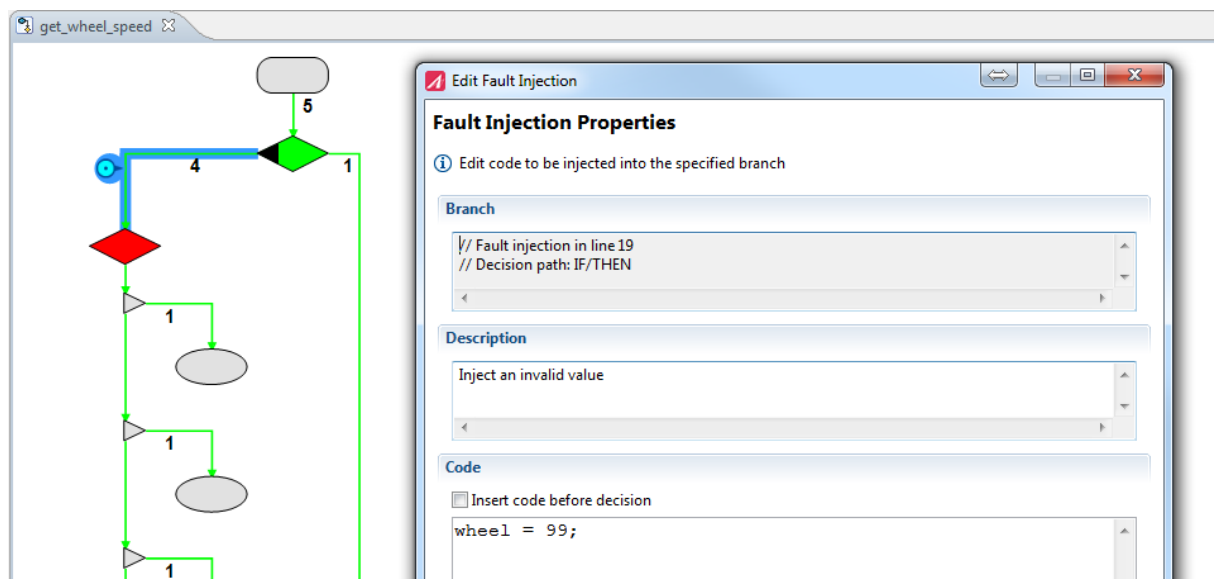 get_wheel_speed
5
4
1
1
1
1
Edit Fault Injection
Fault Injection Properties
Edit code to be injected into the specified branch
Branch
// Fault injection in line 19
// Decision path: IF/THEN
Description
Inject an invalid value
Code
Insert code before decision
wheel = 99;